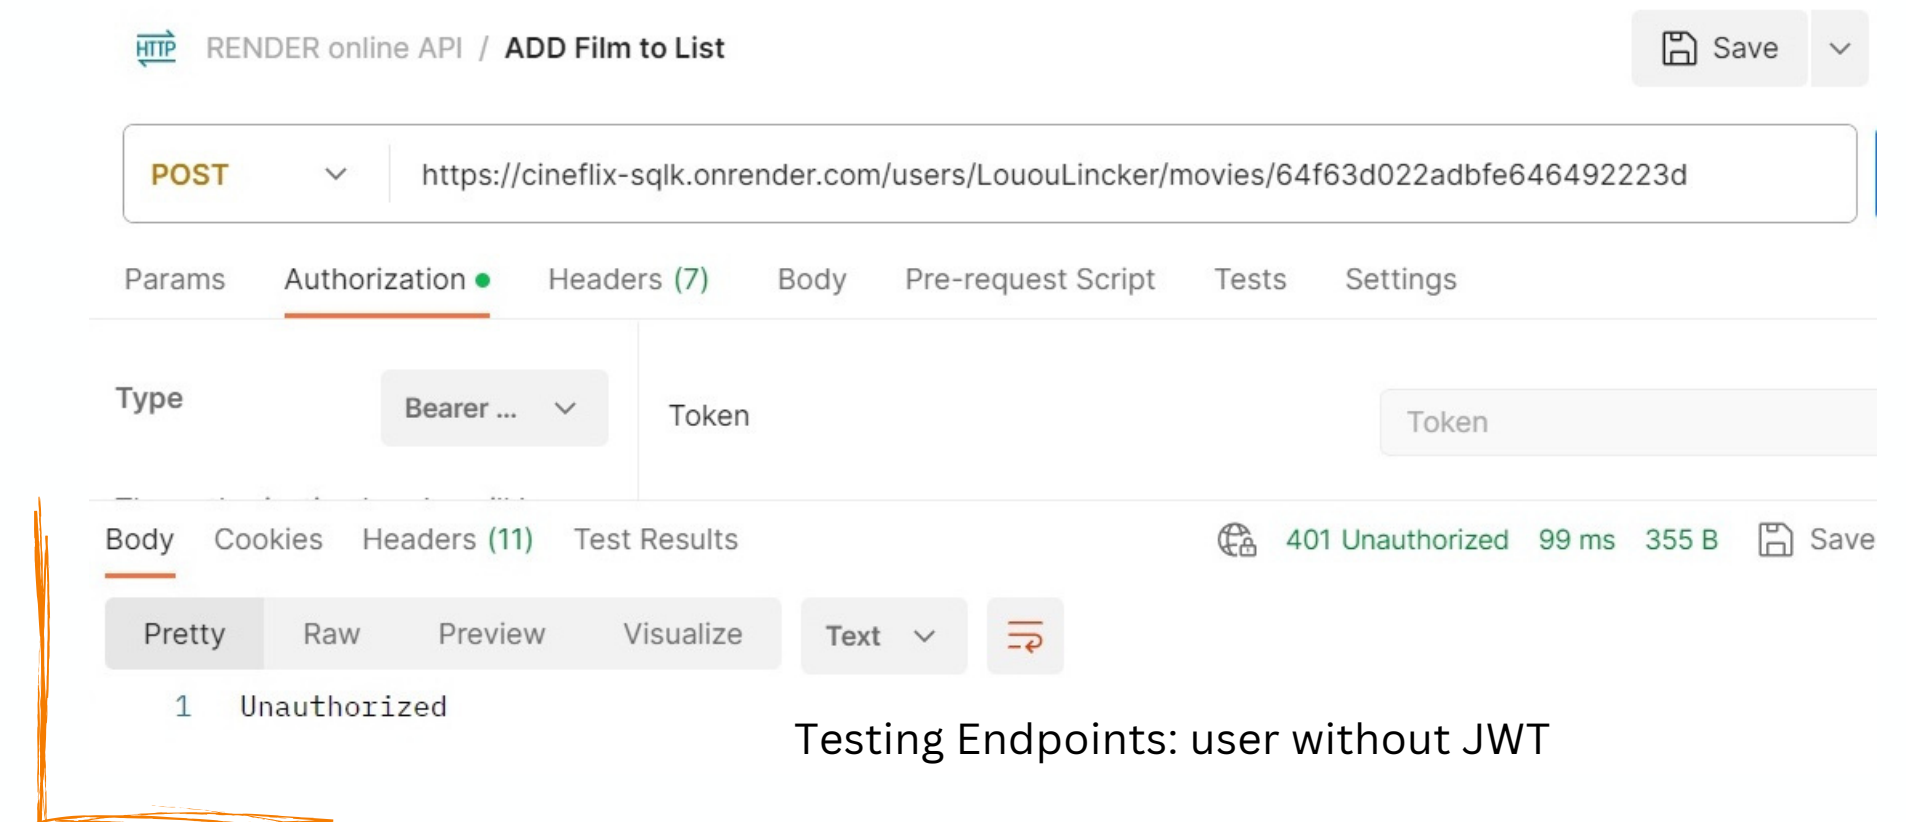 HTTP RENDER online API / ADD Film to List Save
POST https://cineflix-sqlk.onrender.com/users/LououLincker/movies/64f63d022adbfe646492223d
Params Authorization Headers (7) Body Pre-request Script Tests Settings
Type Bearer ... Token Token
Body Cookies Headers (11) Test Results 401 Unauthorized 99 ms 355 B Save
Pretty Raw Preview Visualize Text
1 Unauthorized
Testing Endpoints: user without JWT